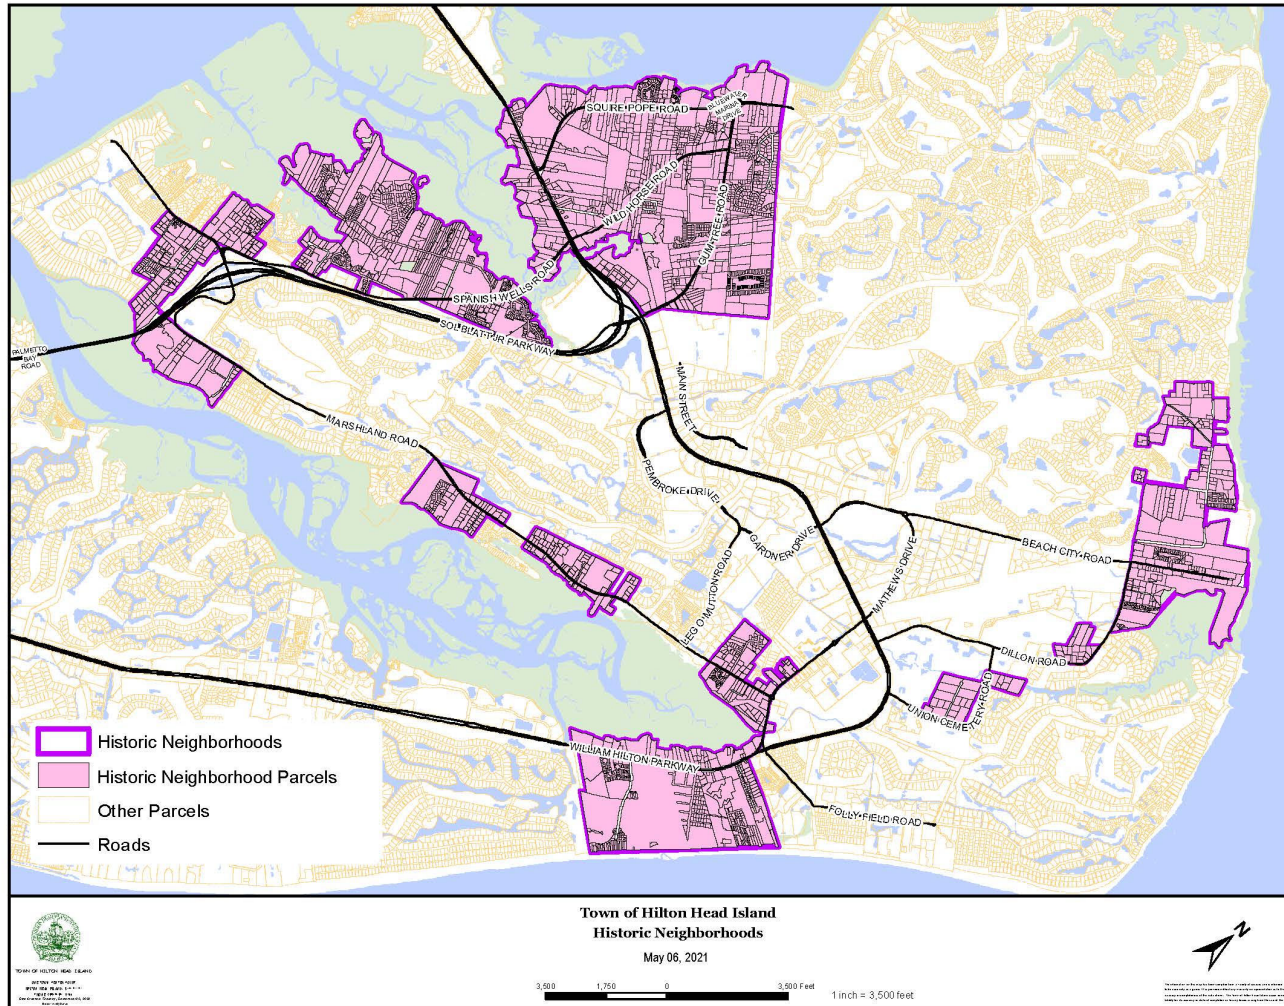 SQUIRE POPE ROAD
BLUEWATER
MARINA
DRIVE
WILD HORSE ROAD
GUM TREE ROAD
SPANISH WELLS ROAD
SOL BLATT JR PARKWAY
PALMETTO
BAY
ROAD
MAIN STREET
MARSHLAND ROAD
PEMBROKE DRIVE
GARDNER DRIVE
BEACH CITY ROAD
MATHEWS DRIVE
LEG O MUTTON ROAD
DILLON ROAD
UNION CEMETERY ROAD
WILLIAM HILTON PARKWAY
FOLLY FIELD ROAD
Historic Neighborhoods
Historic Neighborhood Parcels
Other Parcels
Roads
TOWN OF HILTON HEAD ISLAND
Town of Hilton Head Island
Historic Neighborhoods
May 06, 2021
3,500 1,750 0 3,500 Feet
1 inch = 3,500 feet
N